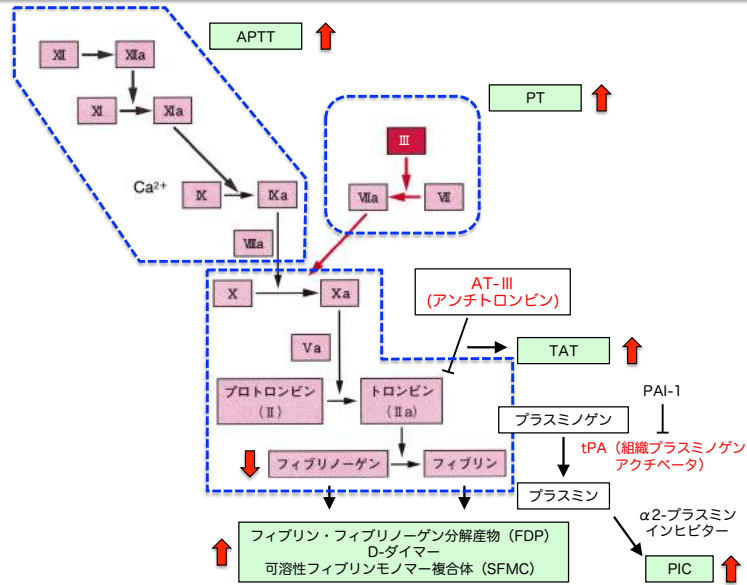 APTT
XII
XIIa
PT
XI
XIa
III
Ca²⁺
IX
IXa
VIIa
VII
VIIIa
X
Xa
AT-III
(アンチトロンビン)
Va
TAT
プロトロンビン
(II)
トロンビン
(IIa)
PAI-1
プラスミノゲン
tPA（組織プラスミノゲン
アクチベータ）
フィブリノーゲン
フィブリン
プラスミン
α2-プラスミン
インヒビター
フィブリン・フィブリノーゲン分解産物（FDP）
D-ダイマー
可溶性フィブリンモノマー複合体（SFMC）
PIC